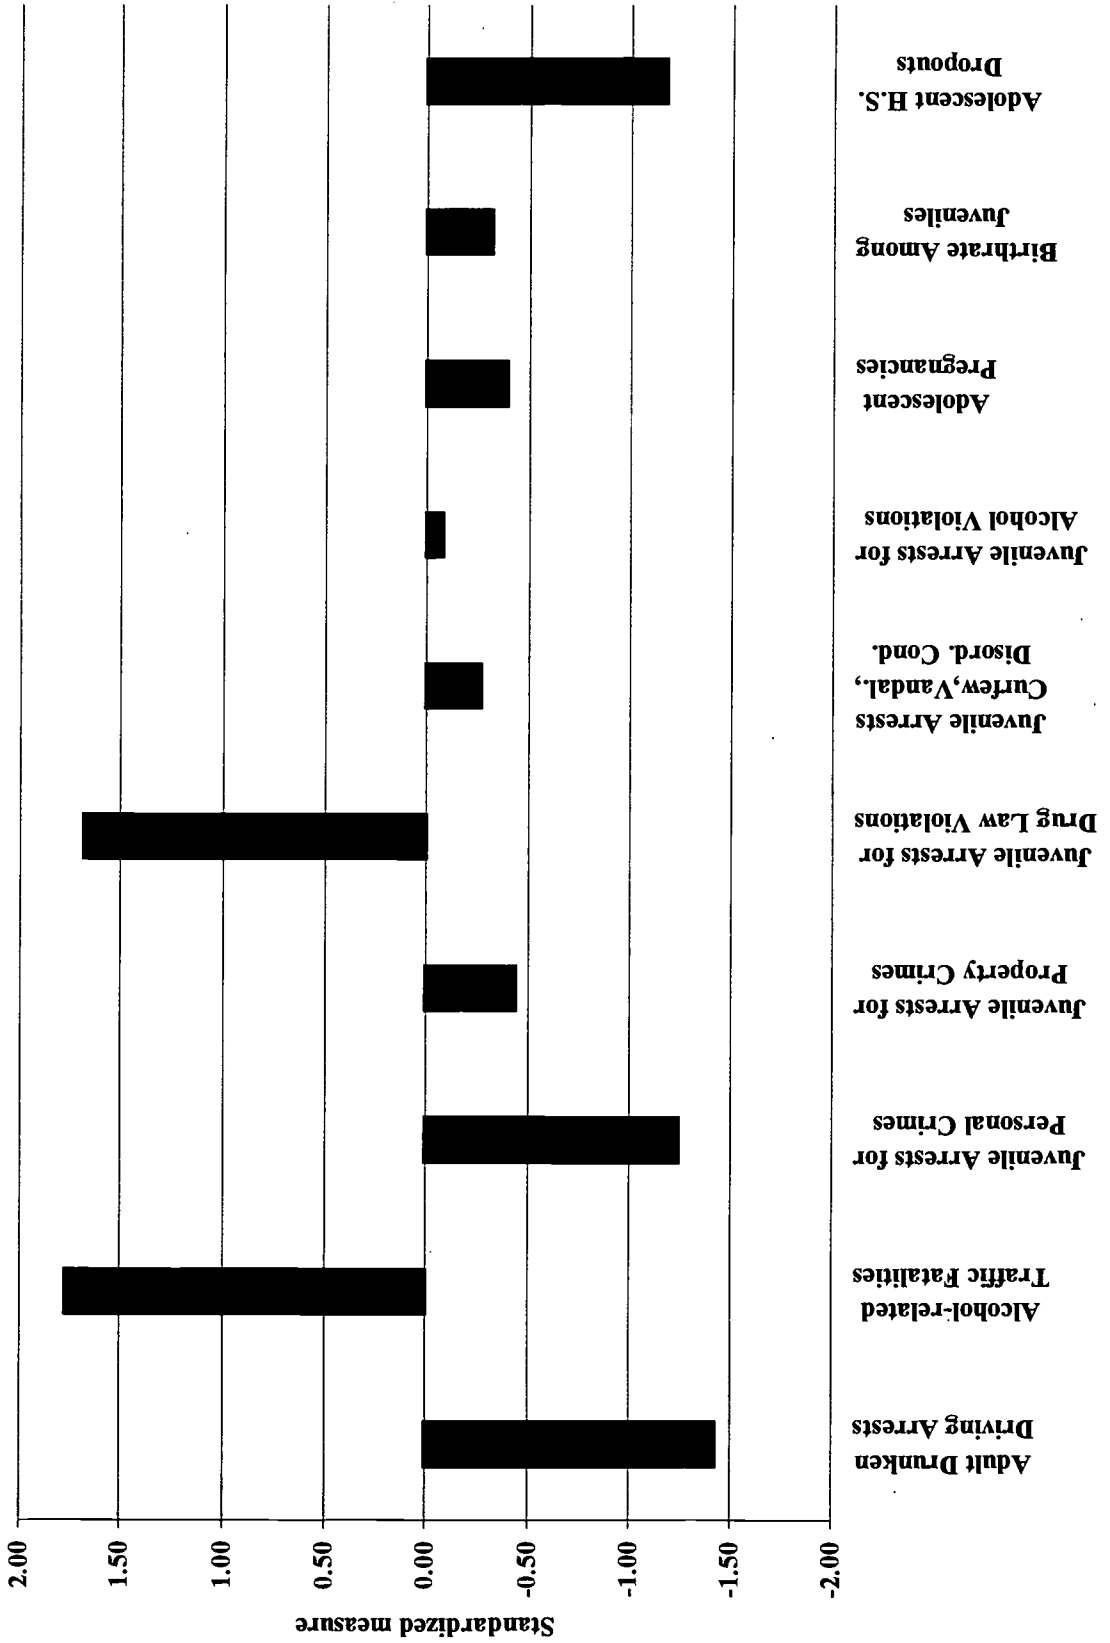 Standardized measure
2.00
1.50
1.00
0.50
0.00
-0.50
-1.00
-1.50
-2.00
Adult Drunken
Driving Arrests
Alcohol-related
Traffic Fatalities
Juvenile Arrests for
Personal Crimes
Juvenile Arrests for
Property Crimes
Juvenile Arrests for
Drug Law Violations
Juvenile Arrests
Curfew,Vandal.,
Disord. Cond.
Juvenile Arrests for
Alcohol Violations
Adolescent
Pregnancies
Birthrate Among
Juveniles
Adolescent H.S.
Dropouts